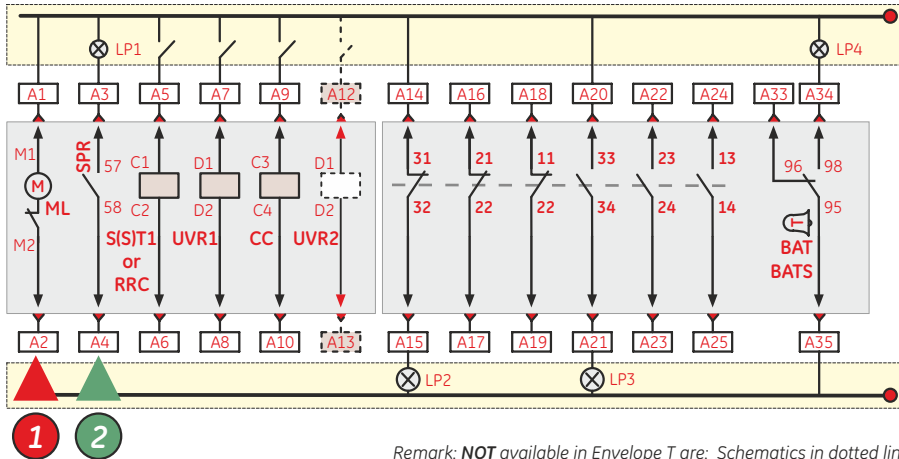 LP1 LP4
A1 A3 A5 A7 A9 A12 A14 A16 A18 A20 A22 A24 A33 A34
M1 SPR 57 C1 D1 C3 D1 31 21 11 33 23 13 96 98
M ML
58 C2 D2 C4 D2 32 22 22 34 24 14 95
M2 S(S)T1 UVR1 CC UVR2 T
or BAT
RRC BATS
A2 A4 A6 A8 A10 A13 A15 A17 A19 A21 A23 A25 A35
LP2 LP3
1 2
Remark: NOT available in Envelope T are: Schematics in dotted lin